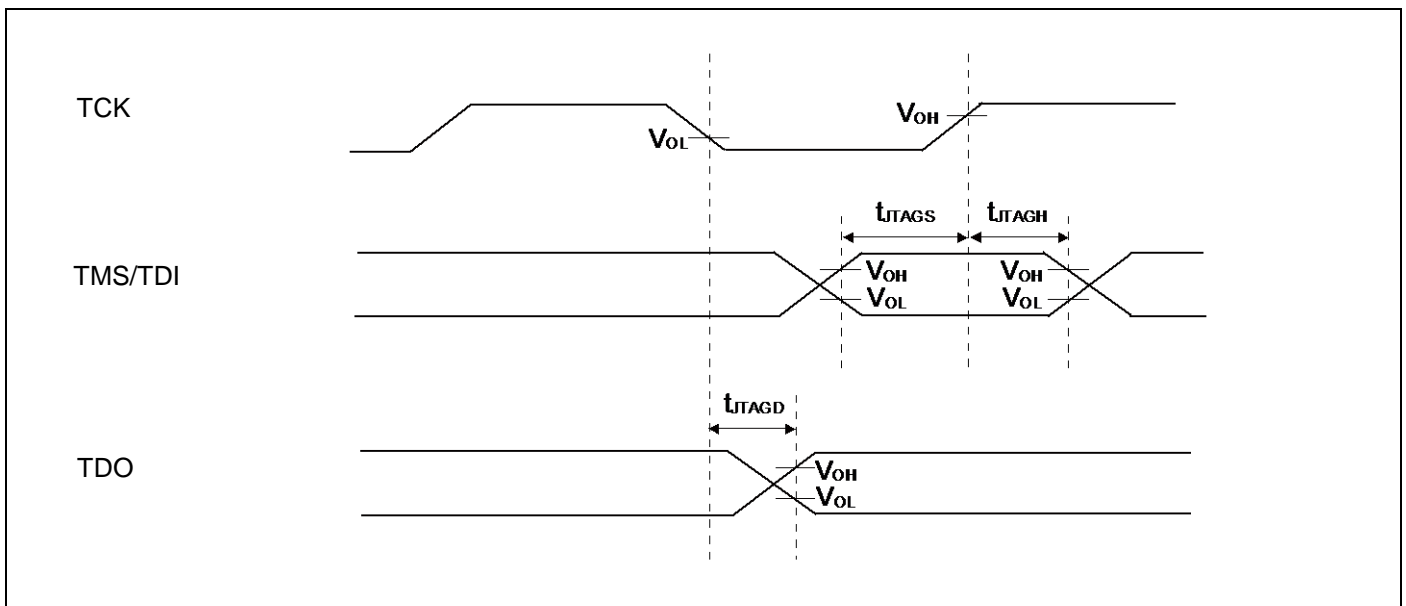 TCK
VOL
VOH
tJTAGS
tJTAGH
TMS/TDI
VOH
VOH
VOL
VOL
tJTAGD
TDO
VOH
VOL